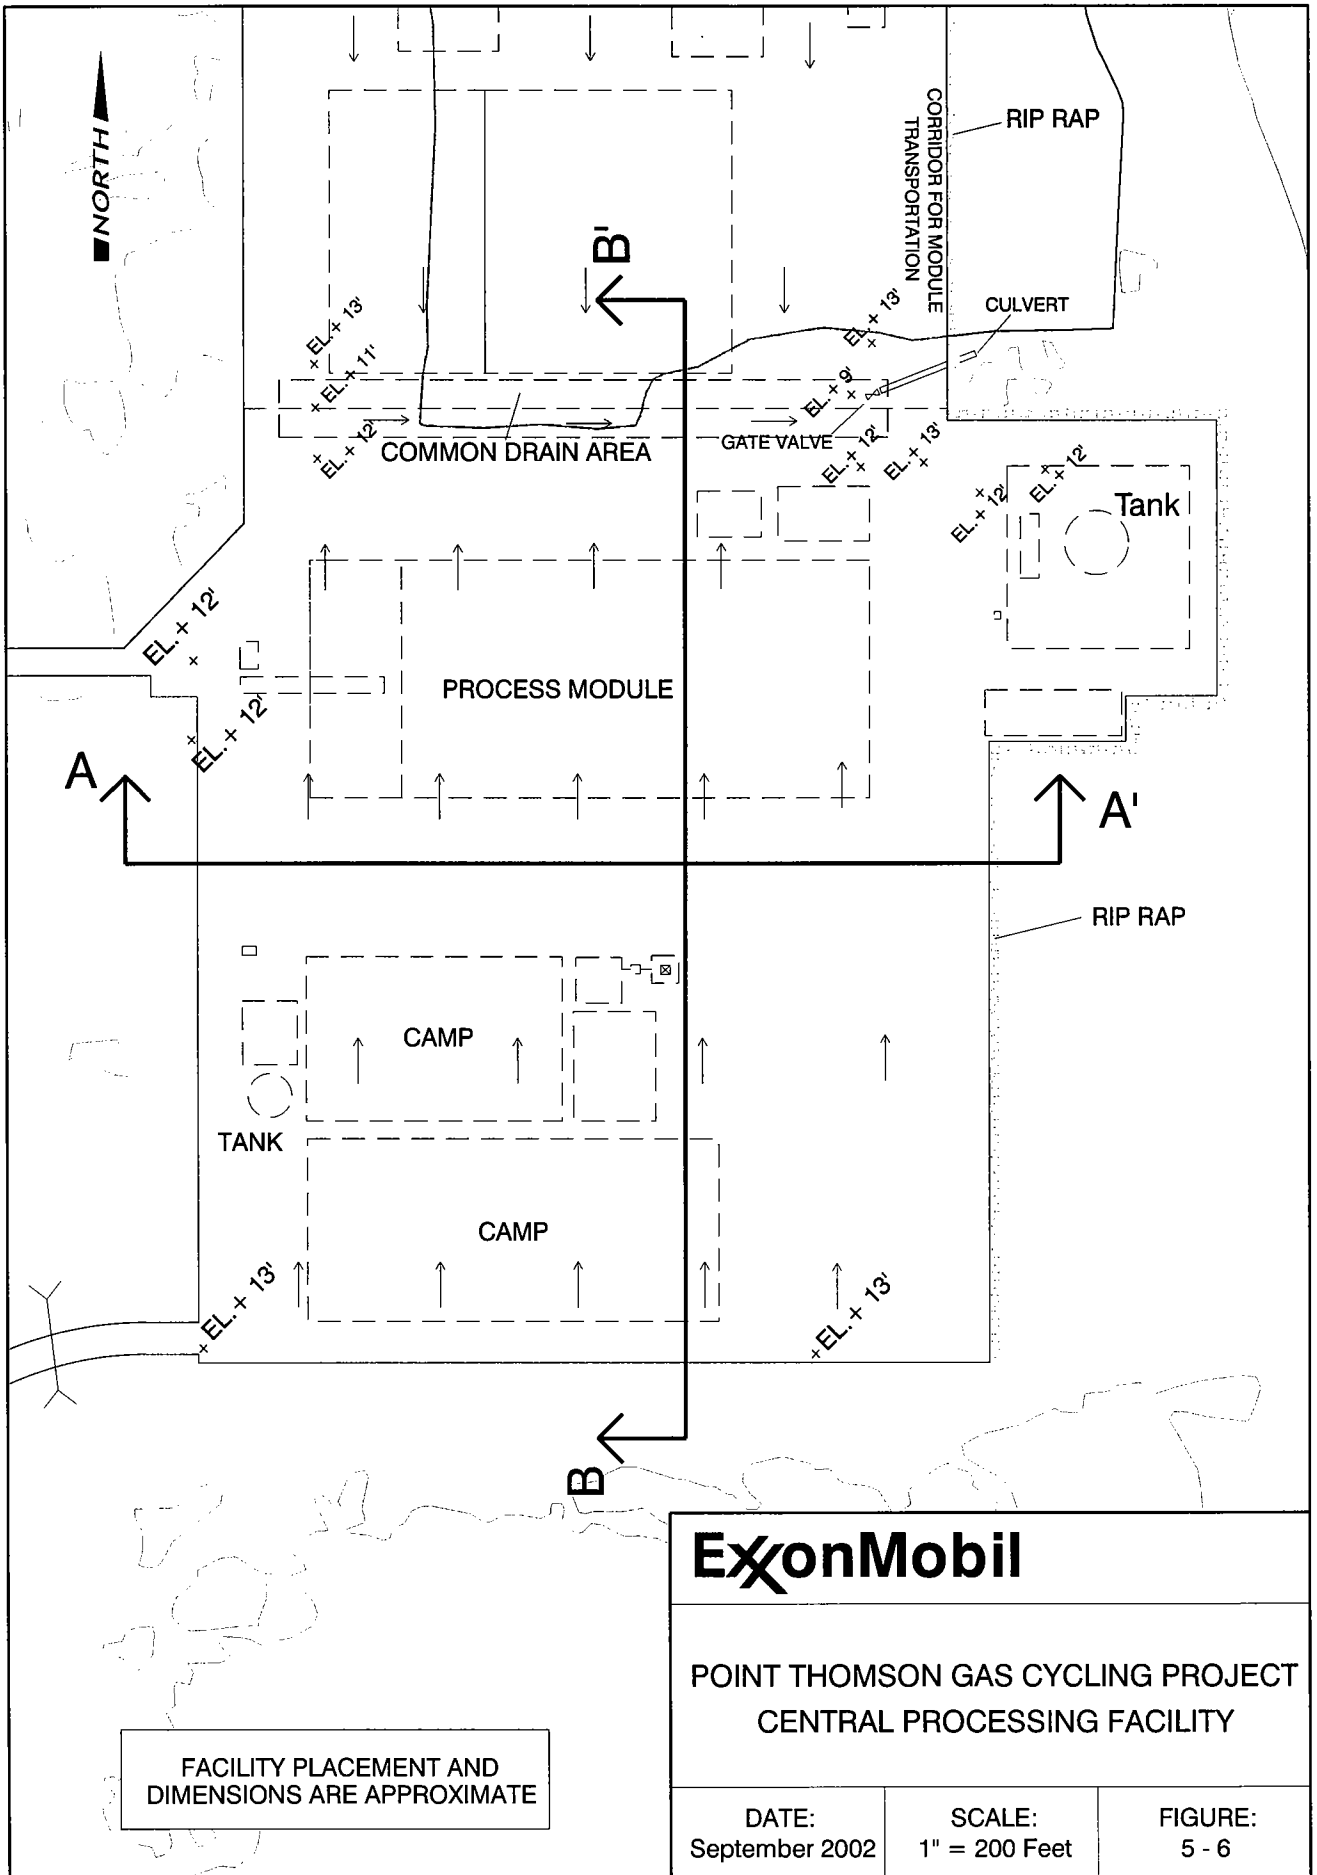 NORTH
CORRIDOR FOR MODULE
TRANSPORTATION
RIP RAP
B'
EL. + 13'
EL. + 11'
EL. + 12'
EL. + 13'
CULVERT
EL. + 9'
GATE VALVE
COMMON DRAIN AREA
EL. + 12'
EL. + 13'
EL. + 12'
EL. + 12'
Tank
EL. + 12'
EL. + 12'
PROCESS MODULE
A
A'
RIP RAP
CAMP
TANK
CAMP
EL. + 13'
EL. + 13'
B
ExxonMobil
POINT THOMSON GAS CYCLING PROJECT
CENTRAL PROCESSING FACILITY
FACILITY PLACEMENT AND
DIMENSIONS ARE APPROXIMATE
DATE:
September 2002
SCALE:
1" = 200 Feet
FIGURE:
5 - 6